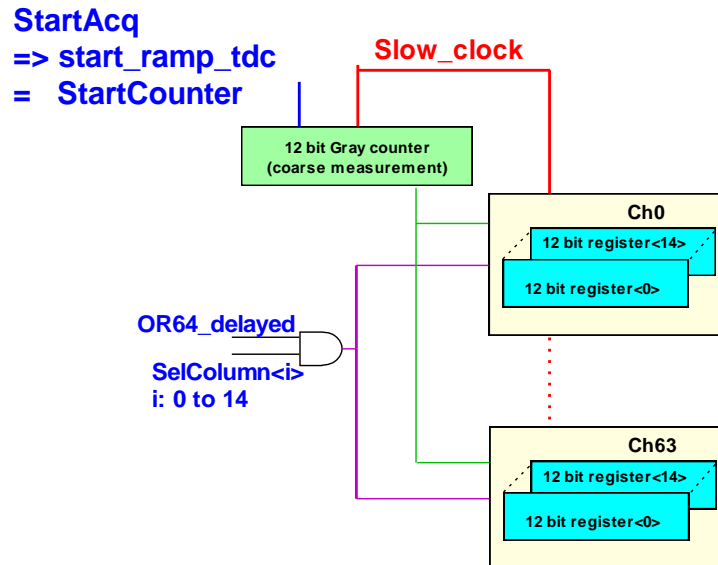 StartAcq
=> start_ramp_tdc
= StartCounter
Slow_clock
12 bit Gray counter
(coarse measurement)
Ch0
12 bit register<14>
12 bit register<0>
OR64_delayed
SelColumn<i>
i: 0 to 14
Ch63
12 bit register<14>
12 bit register<0>